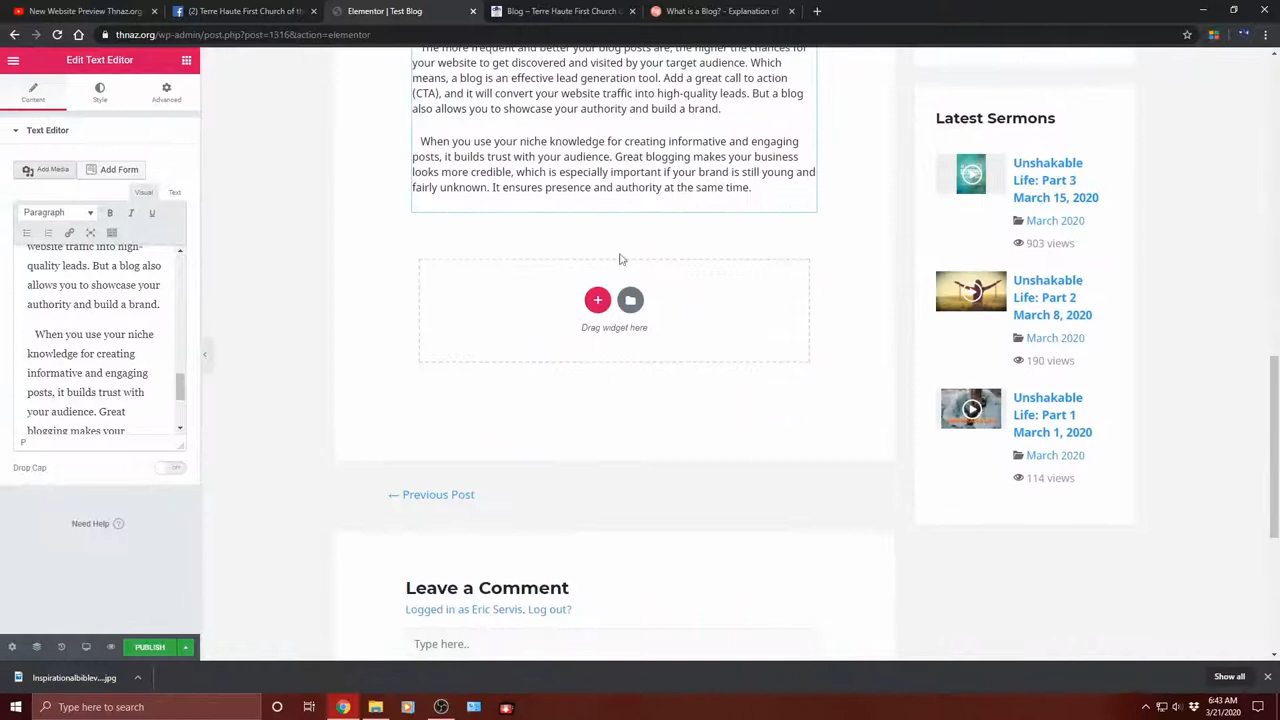 New Website Preview Thnaz.org
(2) Terre Haute First Church of the
Elementor | Test Blog
Blog – Terre Haute First Church
What is a Blog? – Explanation of
thnaz.org/wp-admin/post.php?post=1316&action=elementor
Edit Text Editor
Content
Style
Advanced
Text Editor
Add Media
Add Form
Visual
Text
Paragraph
B
I
U
website traffic into high-
quality leads. But a blog also
allows you to showcase your
authority and build a brand.
When you use your niche
knowledge for creating
informative and engaging
posts, it builds trust with
your audience. Great
blogging makes your
P
Drop Cap
OFF
Need Help
?
PUBLISH
The more frequent and better your blog posts are, the higher the chances for
your website to get discovered and visited by your target audience. Which
means, a blog is an effective lead generation tool. Add a great call to action
(CTA), and it will convert your website traffic into high-quality leads. But a blog
also allows you to showcase your authority and build a brand.
When you use your niche knowledge for creating informative and engaging
posts, it builds trust with your audience. Great blogging makes your business
looks more credible, which is especially important if your brand is still young and
fairly unknown. It ensures presence and authority at the same time.
Drag widget here
← Previous Post
Leave a Comment
Logged in as Eric Servis. Log out?
Type here..
Latest Sermons
Unshakable
Life: Part 3
March 15, 2020
March 2020
903 views
Unshakable
Life: Part 2
March 8, 2020
March 2020
190 views
Unshakable
Life: Part 1
March 1, 2020
March 2020
114 views
Inspirationalbiblev....jpg
Show all
Type here to search
6:43 AM
3/21/2020